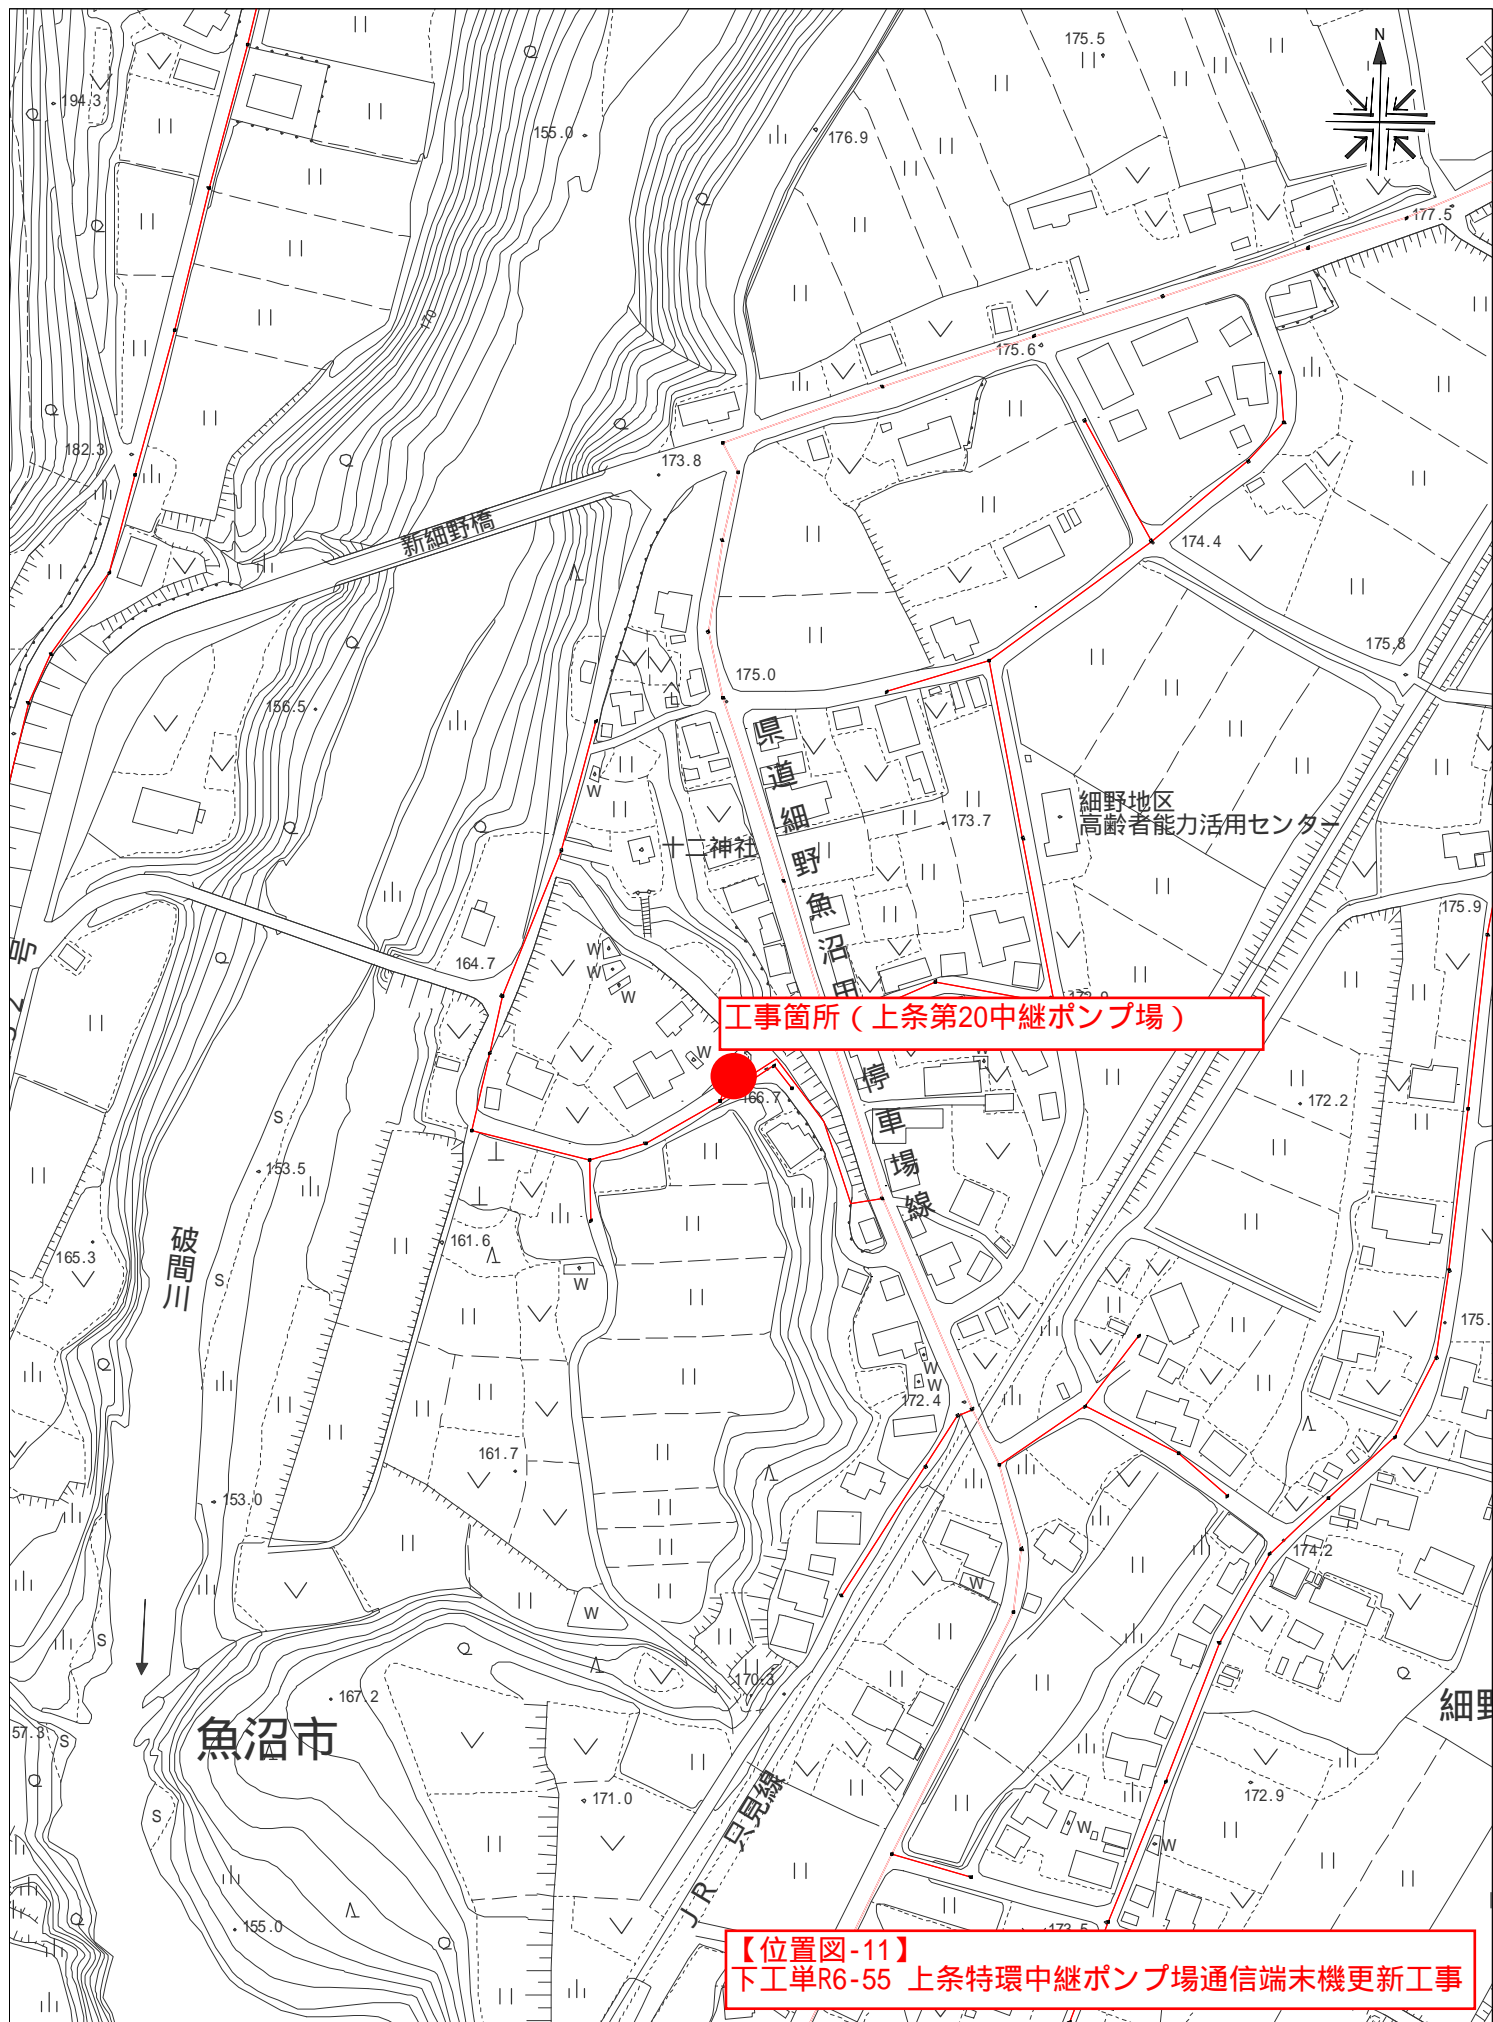 N
175.5
194.3
155.0
176.9
177.5
170
175.6
182.3
173.8
新細野橋
174.4
175.8
175.0
156.5
県道細野魚沼田
停車場線
W
細野地区
高齢者能力活用センター
173.7
十二神社
175.9
号
164.7
W
W
W
工事箇所（上条第20中継ポンプ場）
W
W
166.7
172.2
S
153.5
破間川
165.3
161.6
S
W
175.
W
W
172.4
161.7
153.0
174.2
W
W
S
170.3
167.2
細野
57.3
S
魚沼市
172.9
171.0
S
W
W
JR 只見線
155.0
173.5
【位置図-11】
下工単R6-55 上条特環中継ポンプ場通信端末機更新工事